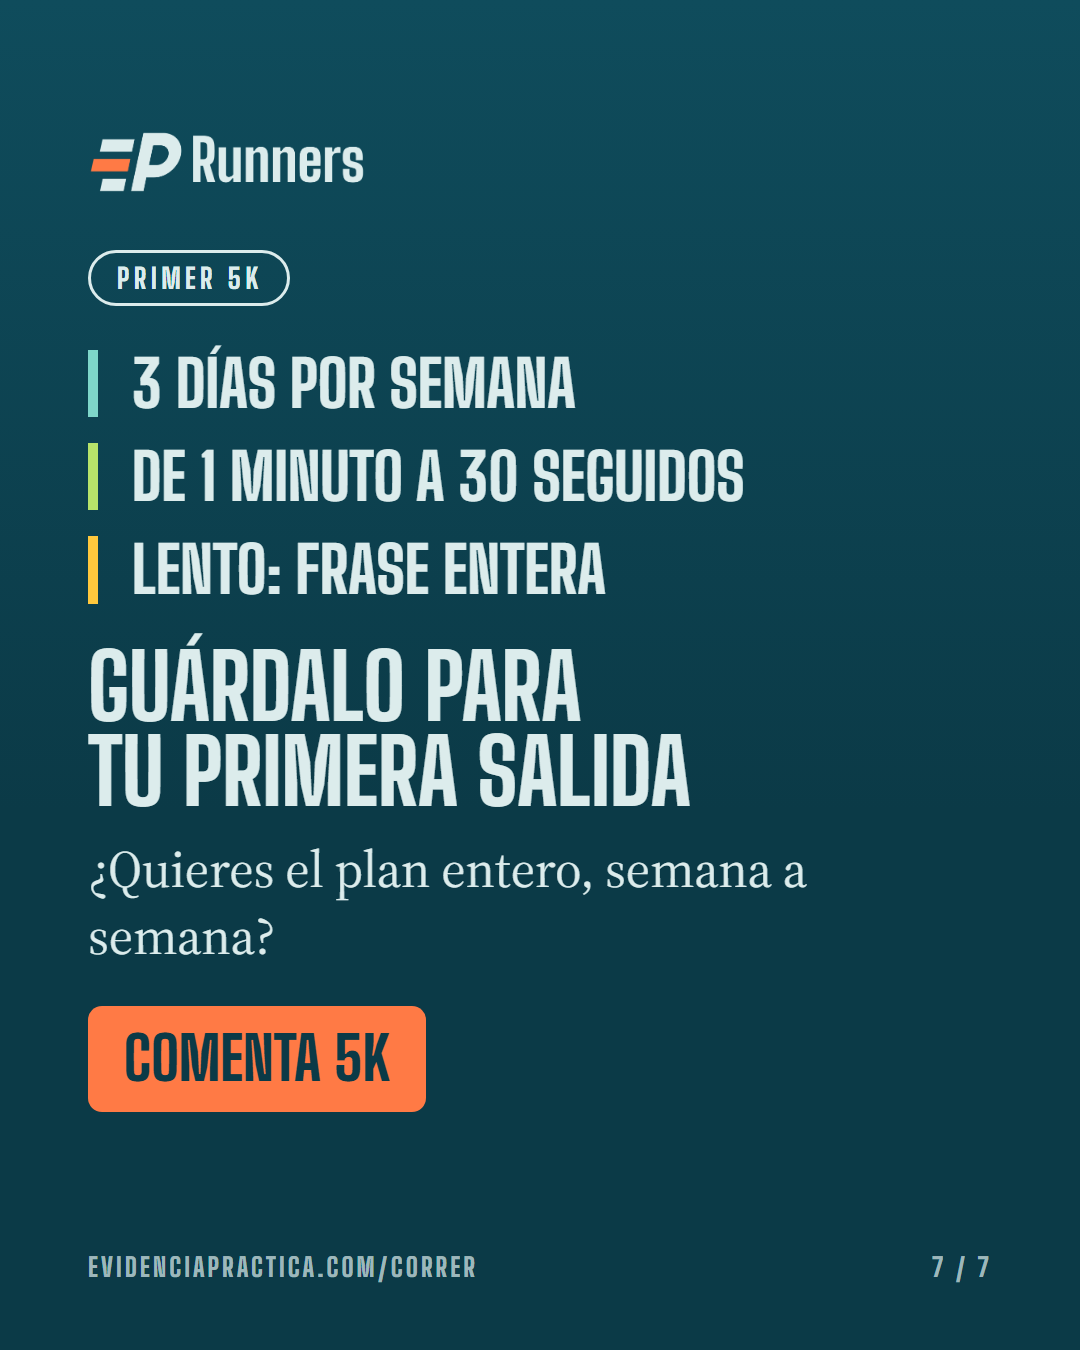 EP Runners
PRIMER 5K
3 DÍAS POR SEMANA
DE 1 MINUTO A 30 SEGUIDOS
LENTO: FRASE ENTERA
GUÁRDALO PARA
TU PRIMERA SALIDA
¿Quieres el plan entero, semana a
semana?
COMENTA 5K
EVIDENCIAPRACTICA.COM/CORRER
7 / 7